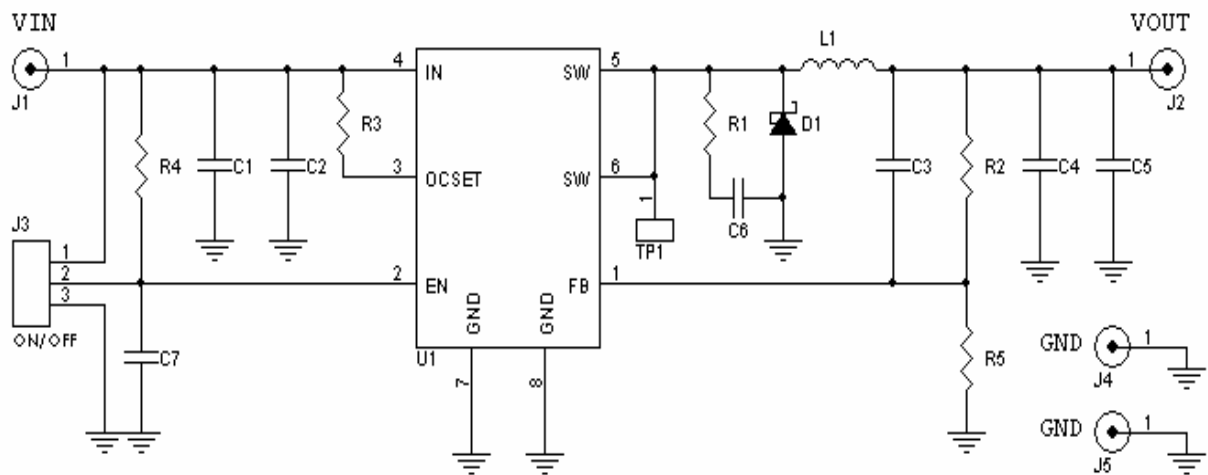 VIN
VOUT
1
J1
4
IN
SW
5
L1
1
J2
R3
R1
D1
R4
C1
C2
3
OCSET
SW
6
1
C3
R2
C4
C5
J3
1
2
3
ON/OFF
C6
TP1
2
EN
FB
1
GND
GND
U1
C7
7
8
R5
GND
1
J4
GND
1
J5